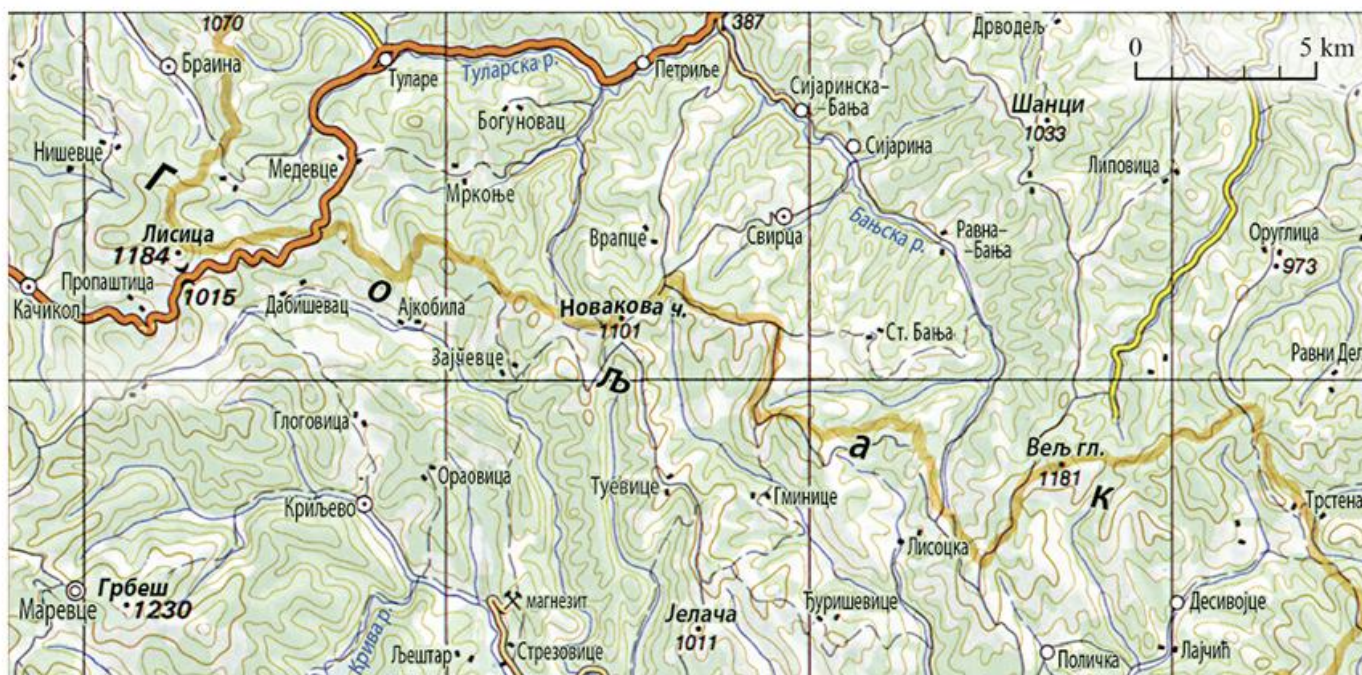 1070
387
Дрводељ
0
5 km
Браина
Туларе
Туларска р.
Петриље
Сијаринска–
–Бања
Шанци
1033
Богуновац
Нишевце
Медевце
Мркоње
Сијарина
Липовица
Г
Лисица
1184
Врапце
Свирца
Бањска р.
Равна–
–Бања
Оруглица
973
Качикол
Пропаштица
1015
Дабишевац
о
Ајкобила
Новакова ч.
1101
Зајчевце
Ст. Бања
Равни Дел
Љ
Глоговица
а
Вељ гл.
1181
к
Ораовица
Криљево
Туевице
Гминице
Трстена
Лисоцка
Маревце
Грбеш
1230
магнезит
Јелача
1011
Ђуришевице
Десивојце
Крива р.
Љештар
Стрезовице
Поличка
Лајчић